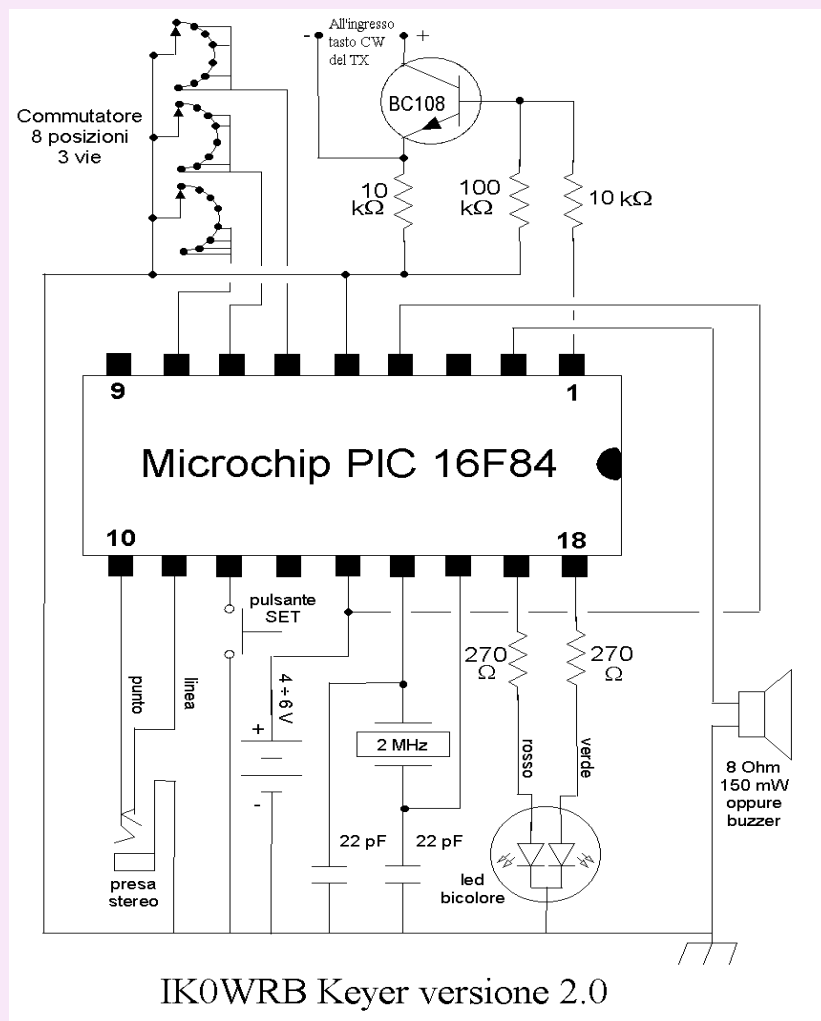 All'ingresso
tasto CW
del TX
-
+
BC108
Commutatore
8 posizioni
3 vie
10
kΩ
100
kΩ
10 kΩ
9
1
Microchip PIC 16F84
10
18
pulsante
SET
punto
linea
4 ÷ 6 V
+
-
2 MHz
22 pF
22 pF
270
Ω
270
Ω
rosso
verde
led
bicolore
8 Ohm
150 mW
oppure
buzzer
presa
stereo
IK0WRB Keyer versione 2.0